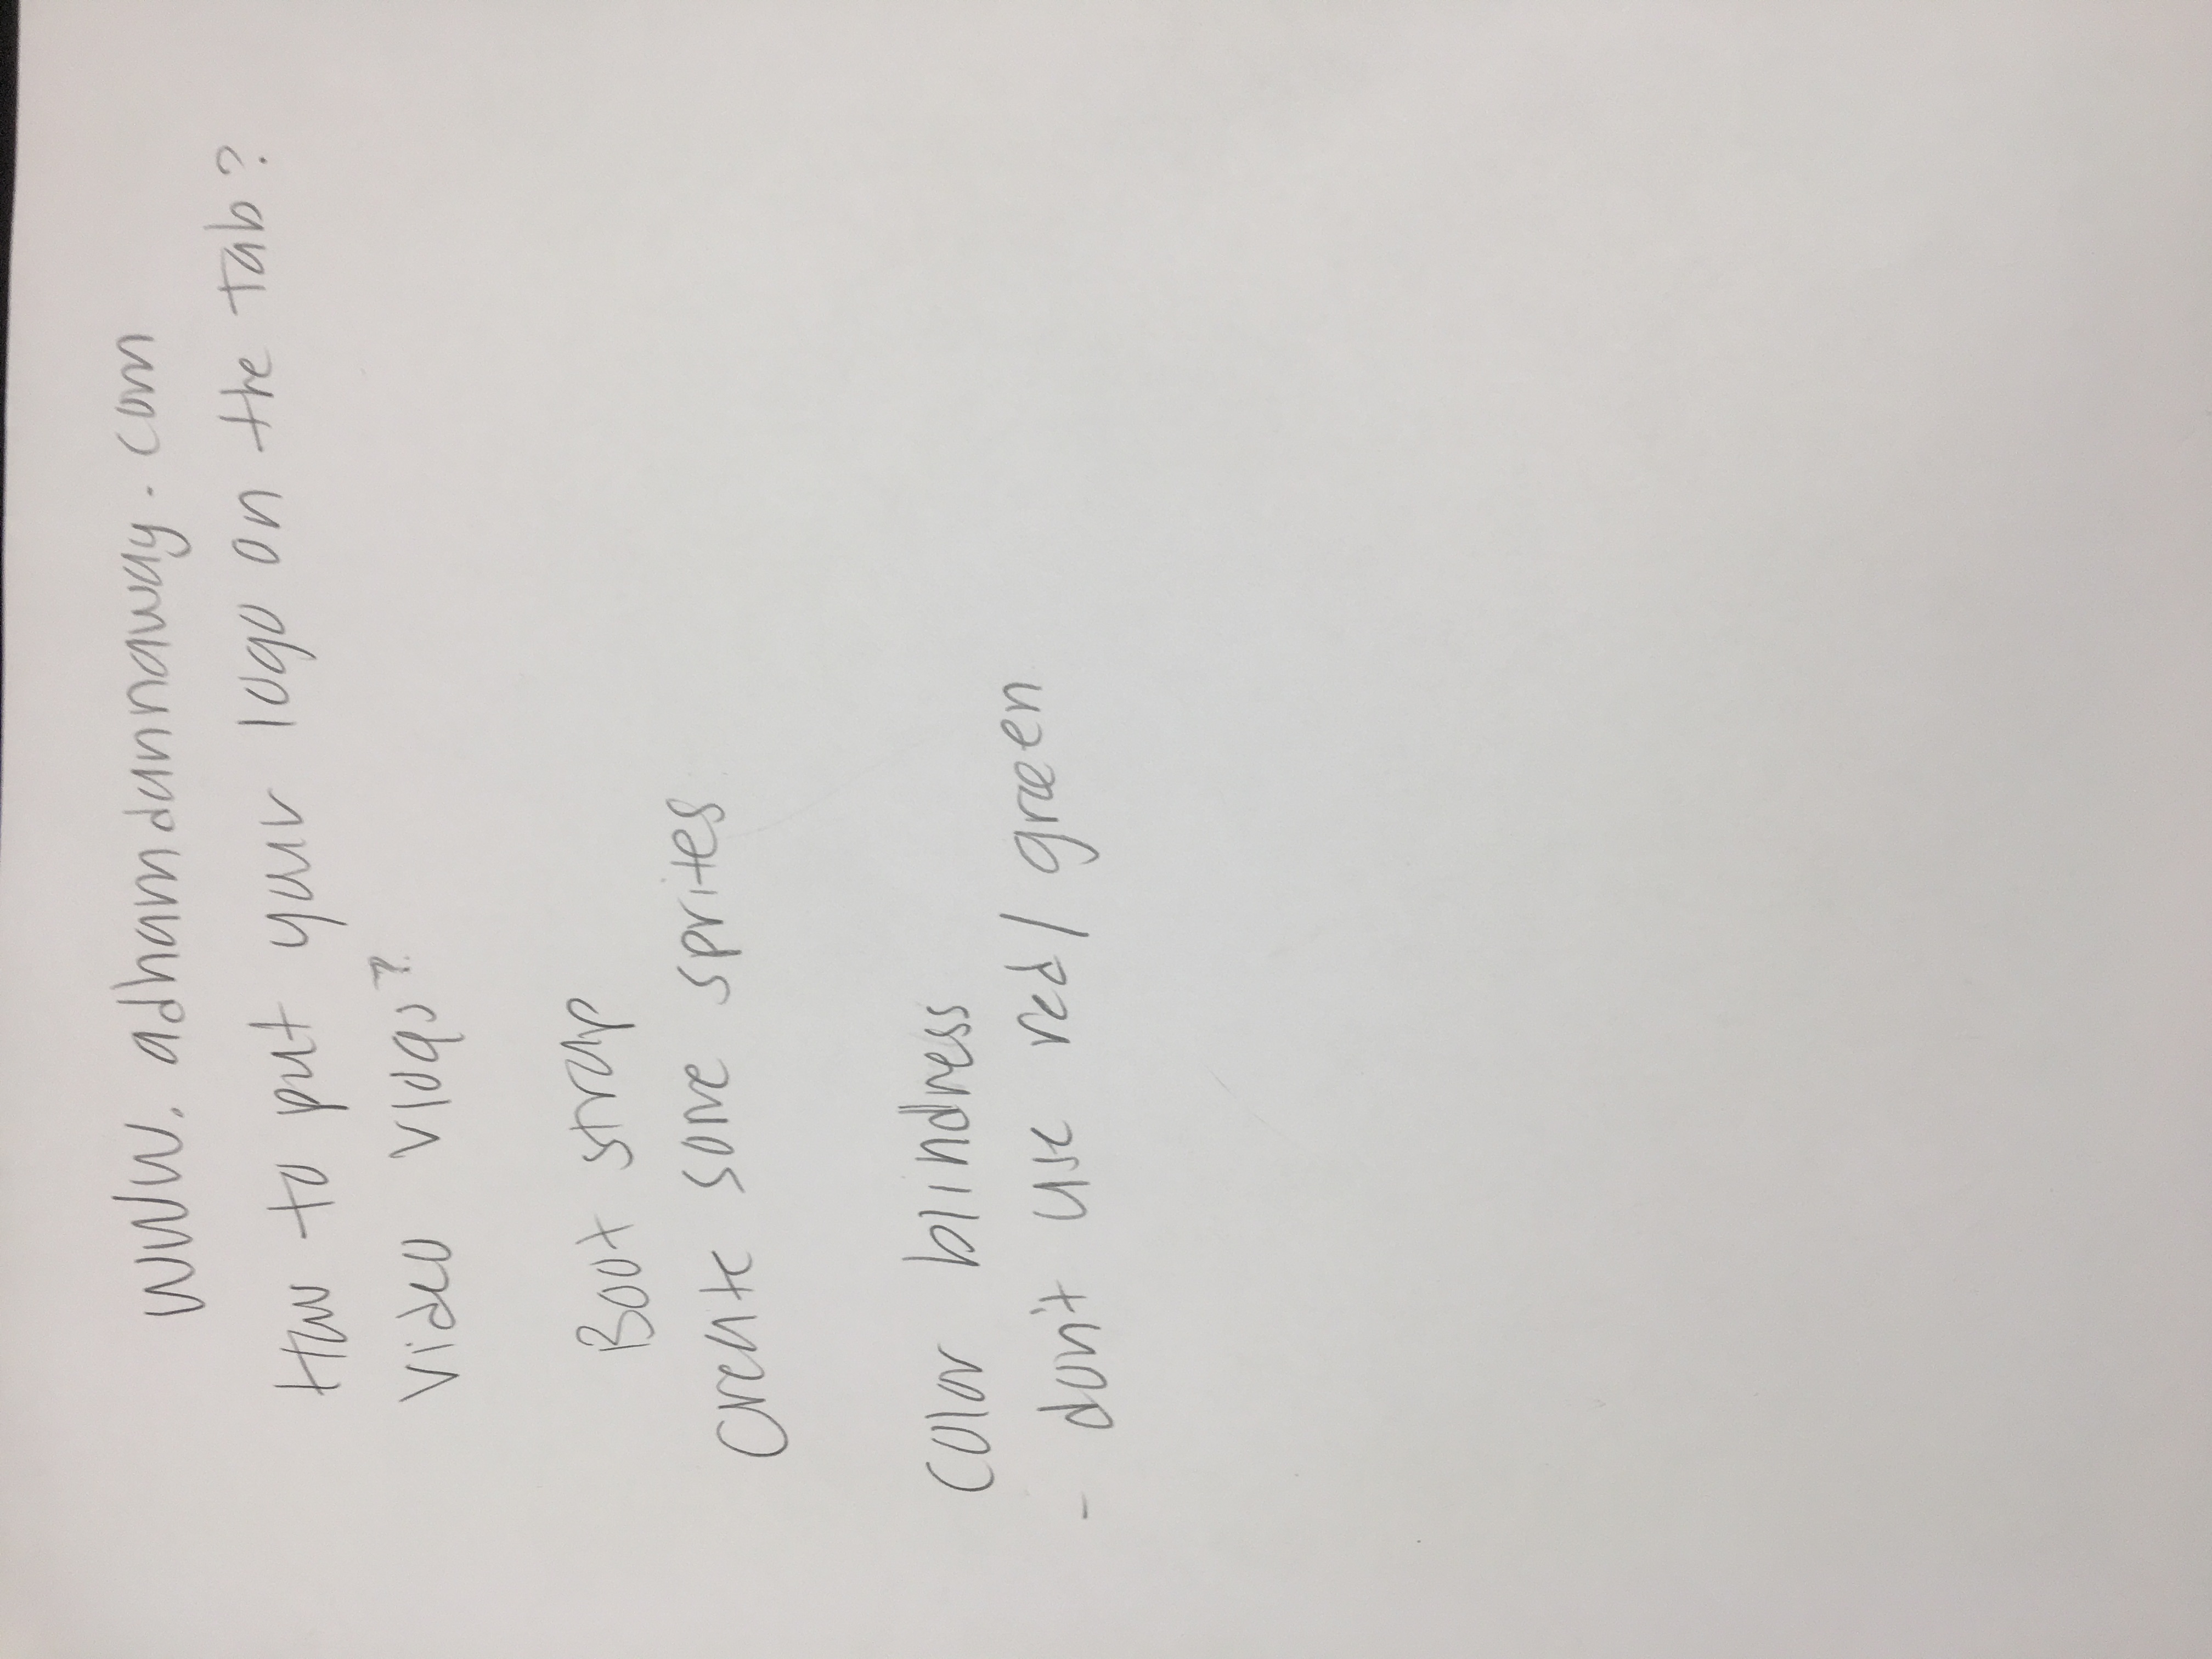 www.adhamdannaway.com
How to put your logo on the tab?
Video vlogs?
Boot strap
create some sprites
color blindness
- don't use red/green